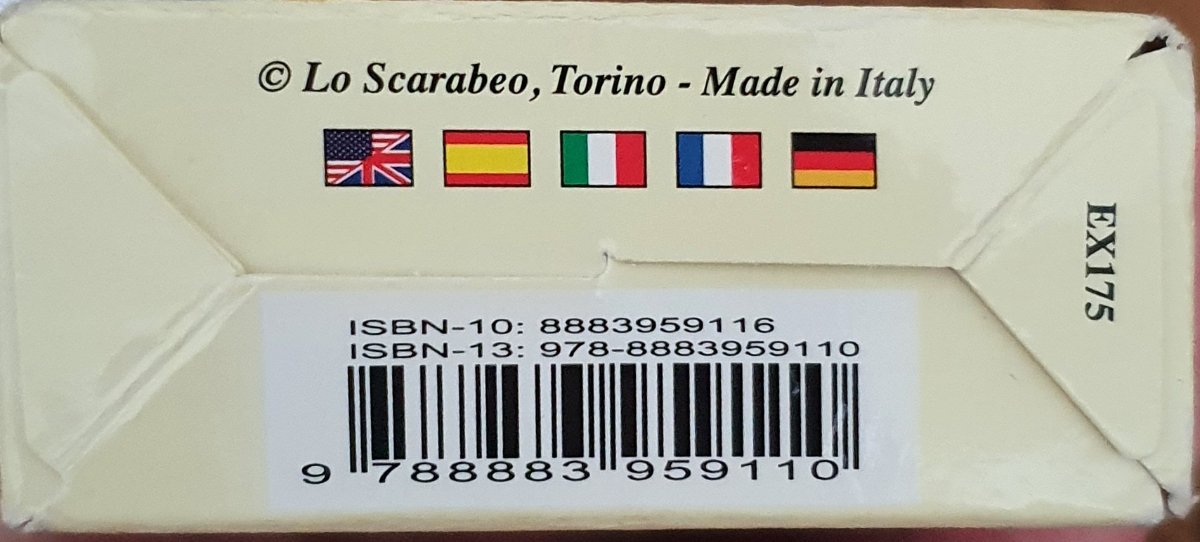 © Lo Scarabeo, Torino - Made in Italy
EX175
ISBN-10: 8883959116
ISBN-13: 978-8883959110
9 788883 959110